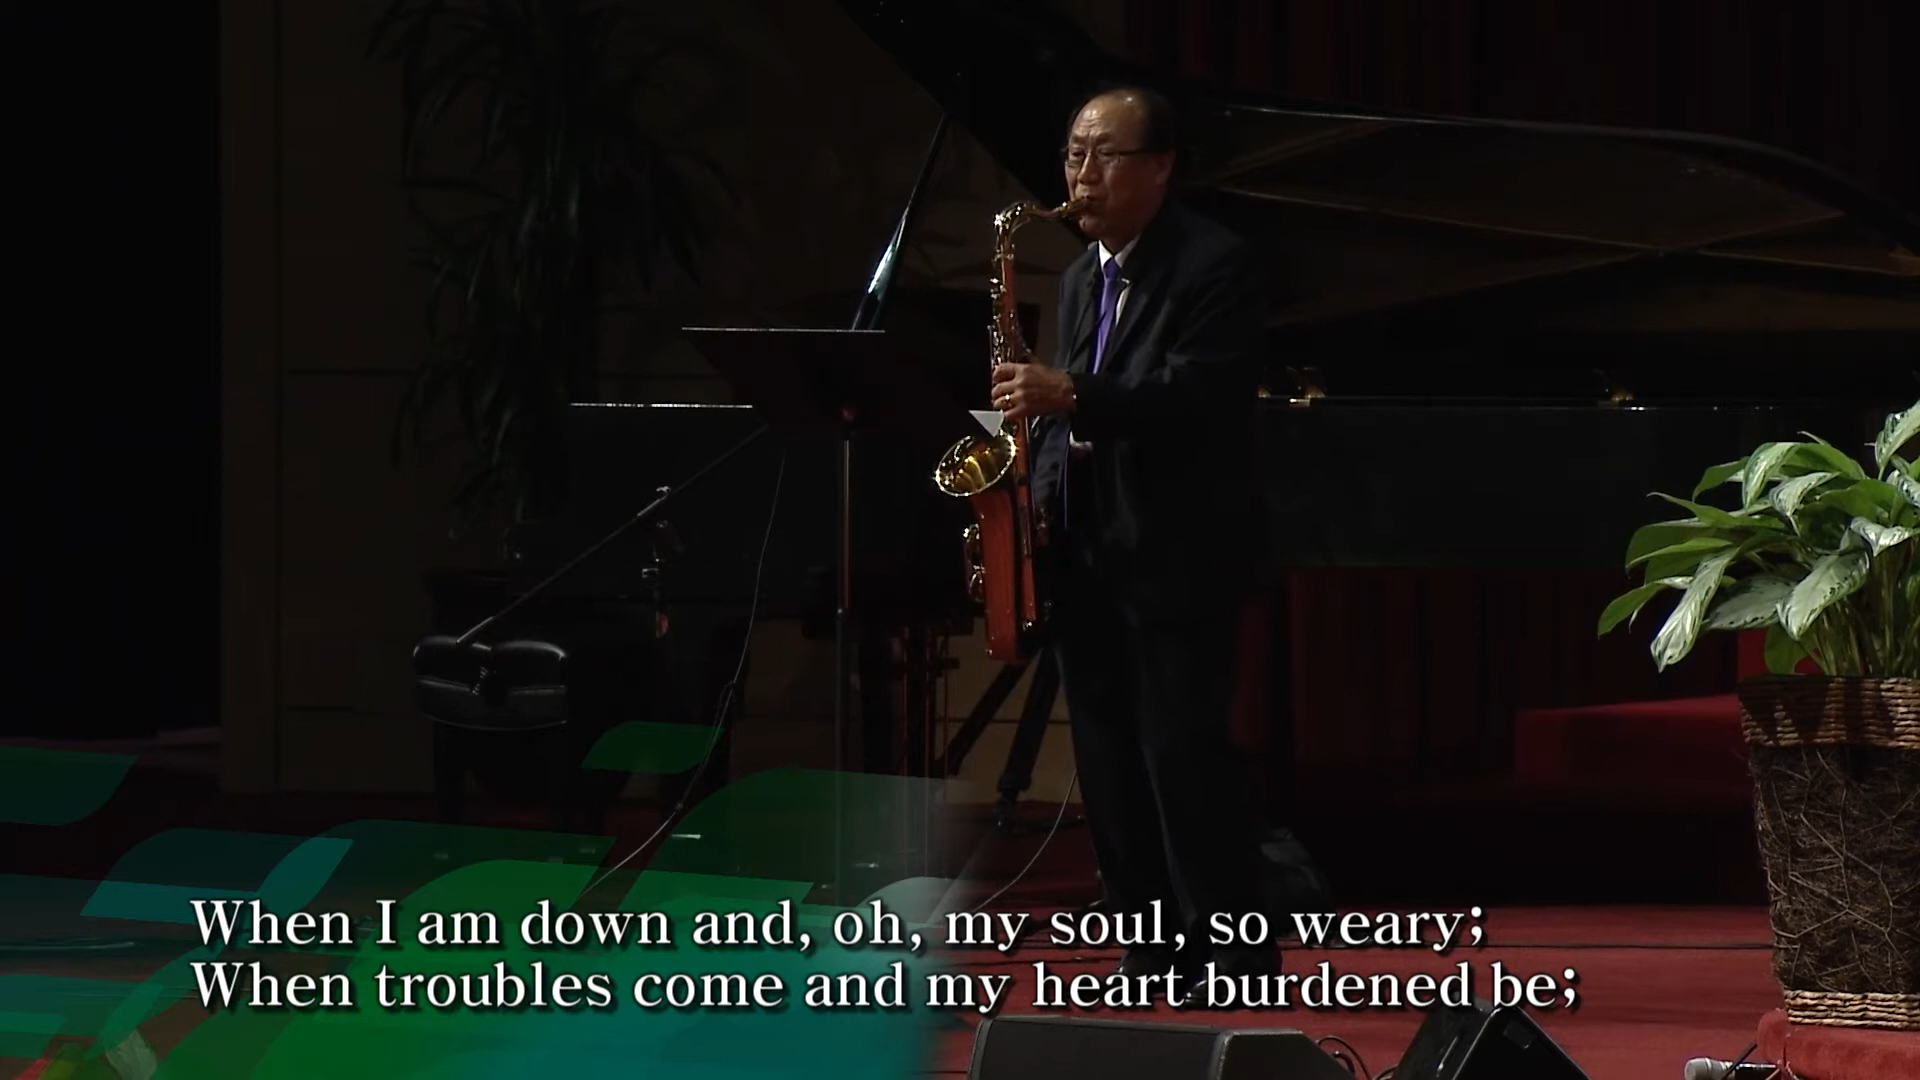 When I am down and, oh, my soul, so weary;
When troubles come and my heart burdened be;